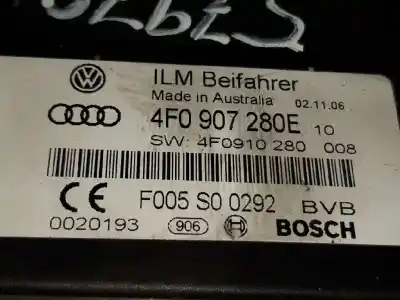 ILM Beifahrer
Made in Australia 02.11.06
4F0 907 280E 10
SW: 4F0910 280 008
F005 S0 0292 BVB
0020193 906 BOSCH